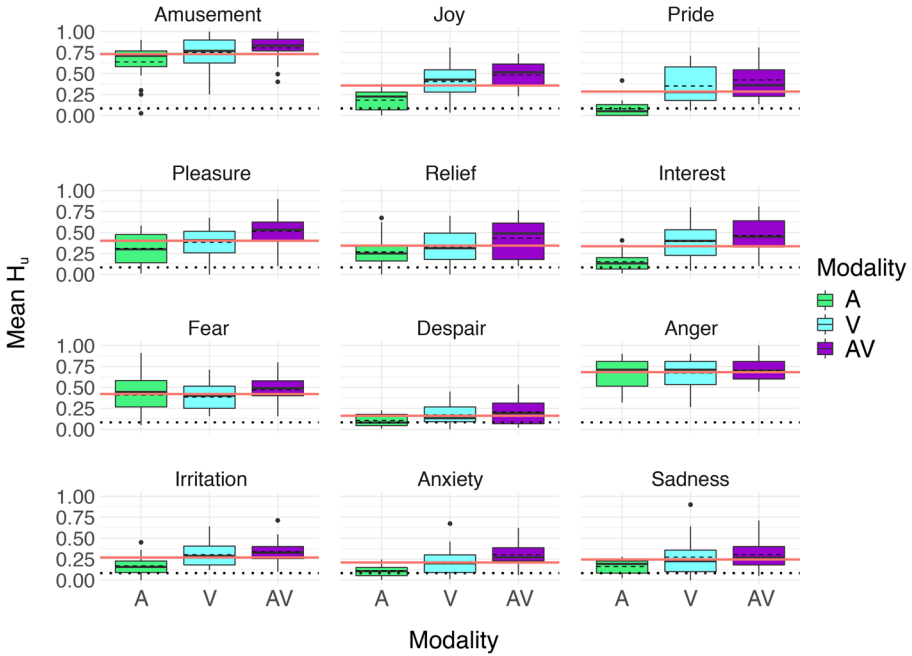 Amusement Joy Pride
1.00
0.75
0.50
0.25
0.00
Pleasure Relief Interest
1.00
0.75
0.50
0.25
0.00
Fear Despair Anger
1.00
0.75
0.50
0.25
0.00
Irritation Anxiety Sadness
1.00
0.75
0.50
0.25
0.00
A V AV A V AV A V AV
Modality
Mean Hu
Modality
A
V
AV